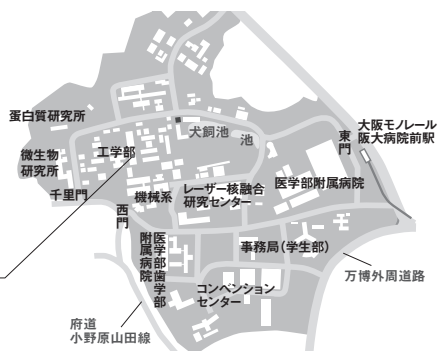 蛋白質研究所
微生物
研究所
工学部
千里門
犬飼池
池
大阪モノレール
阪大病院前駅
東門
機械系
レーザー核融合
研究センター
医学部附属病院
西門
医学部歯学部
附属病院
事務局(学生部)
コンベンション
センター
万博外周道路
府道
小野原山田線